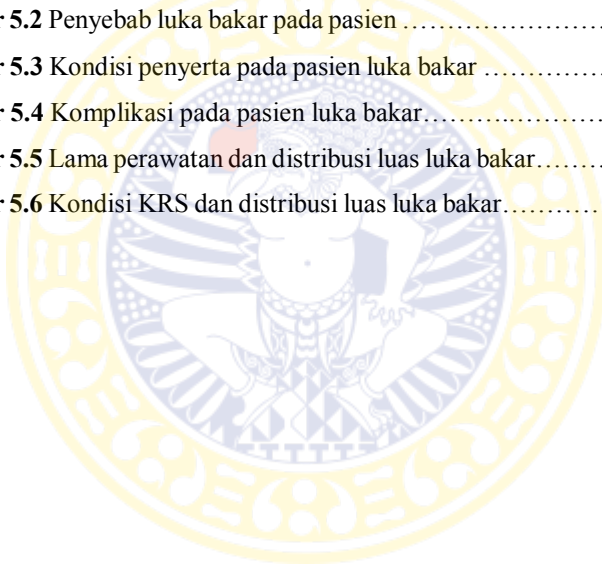 r 5.2 Penyebab luka bakar pada pasien …………………….
r 5.3 Kondisi penyerta pada pasien luka bakar ……………
r 5.4 Komplikasi pada pasien luka bakar……….……………
r 5.5 Lama perawatan dan distribusi luas luka bakar………
r 5.6 Kondisi KRS dan distribusi luas luka bakar…………